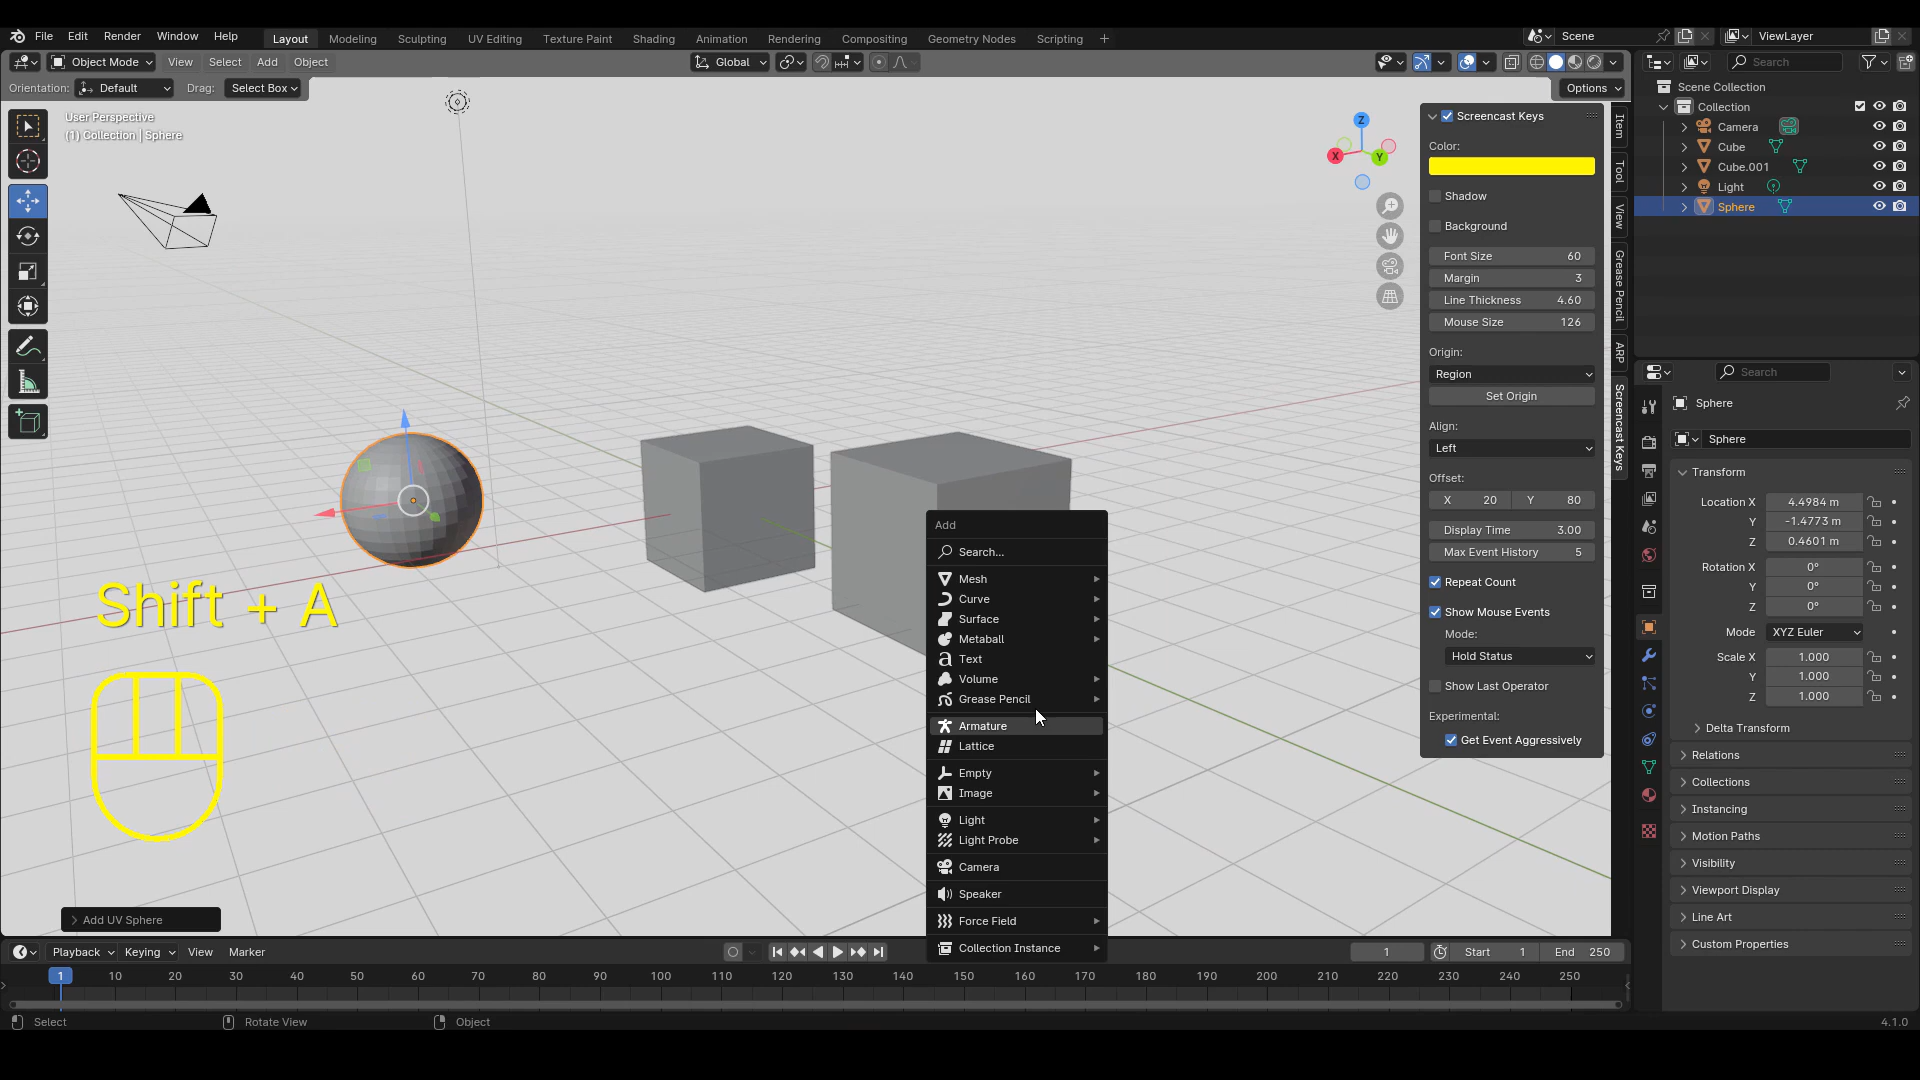 File Edit Render Window Help Layout Modeling Sculpting UV Editing Texture Paint Shading Animation Rendering Compositing Geometry Nodes Scripting + Scene ViewLayer
Object Mode View Select Add Object Global Search
Orientation: Default Drag: Select Box Options
User Perspective
(1) Collection | Sphere
Z
X
Y
Shift + A
Add UV Sphere
Add
Search...
Mesh
Curve
Surface
Metaball
Text
Volume
Grease Pencil
Armature
Lattice
Empty
Image
Light
Light Probe
Camera
Speaker
Force Field
Collection Instance
Screencast Keys
Color:
Shadow
Background
Font Size 60
Margin 3
Line Thickness 4.60
Mouse Size 126
Origin:
Region
Set Origin
Align:
Left
Offset:
X 20 Y 80
Display Time 3.00
Max Event History 5
Repeat Count
Show Mouse Events
Mode:
Hold Status
Show Last Operator
Experimental:
Get Event Aggressively
Item
Tool
View
Grease Pencil
ARP
Screencast Keys
Scene Collection
Collection
Camera
Cube
Cube.001
Light
Sphere
Search
Sphere
Sphere
Transform
Location X 4.4984 m
Y -1.4773 m
Z 0.4601 m
Rotation X 0°
Y 0°
Z 0°
Mode XYZ Euler
Scale X 1.000
Y 1.000
Z 1.000
Delta Transform
Relations
Collections
Instancing
Motion Paths
Visibility
Viewport Display
Line Art
Custom Properties
Playback Keying View Marker 1 Start 1 End 250
1 10 20 30 40 50 60 70 80 90 100 110 120 130 140 150 160 170 180 190 200 210 220 230 240 250
Select Rotate View Object 4.1.0